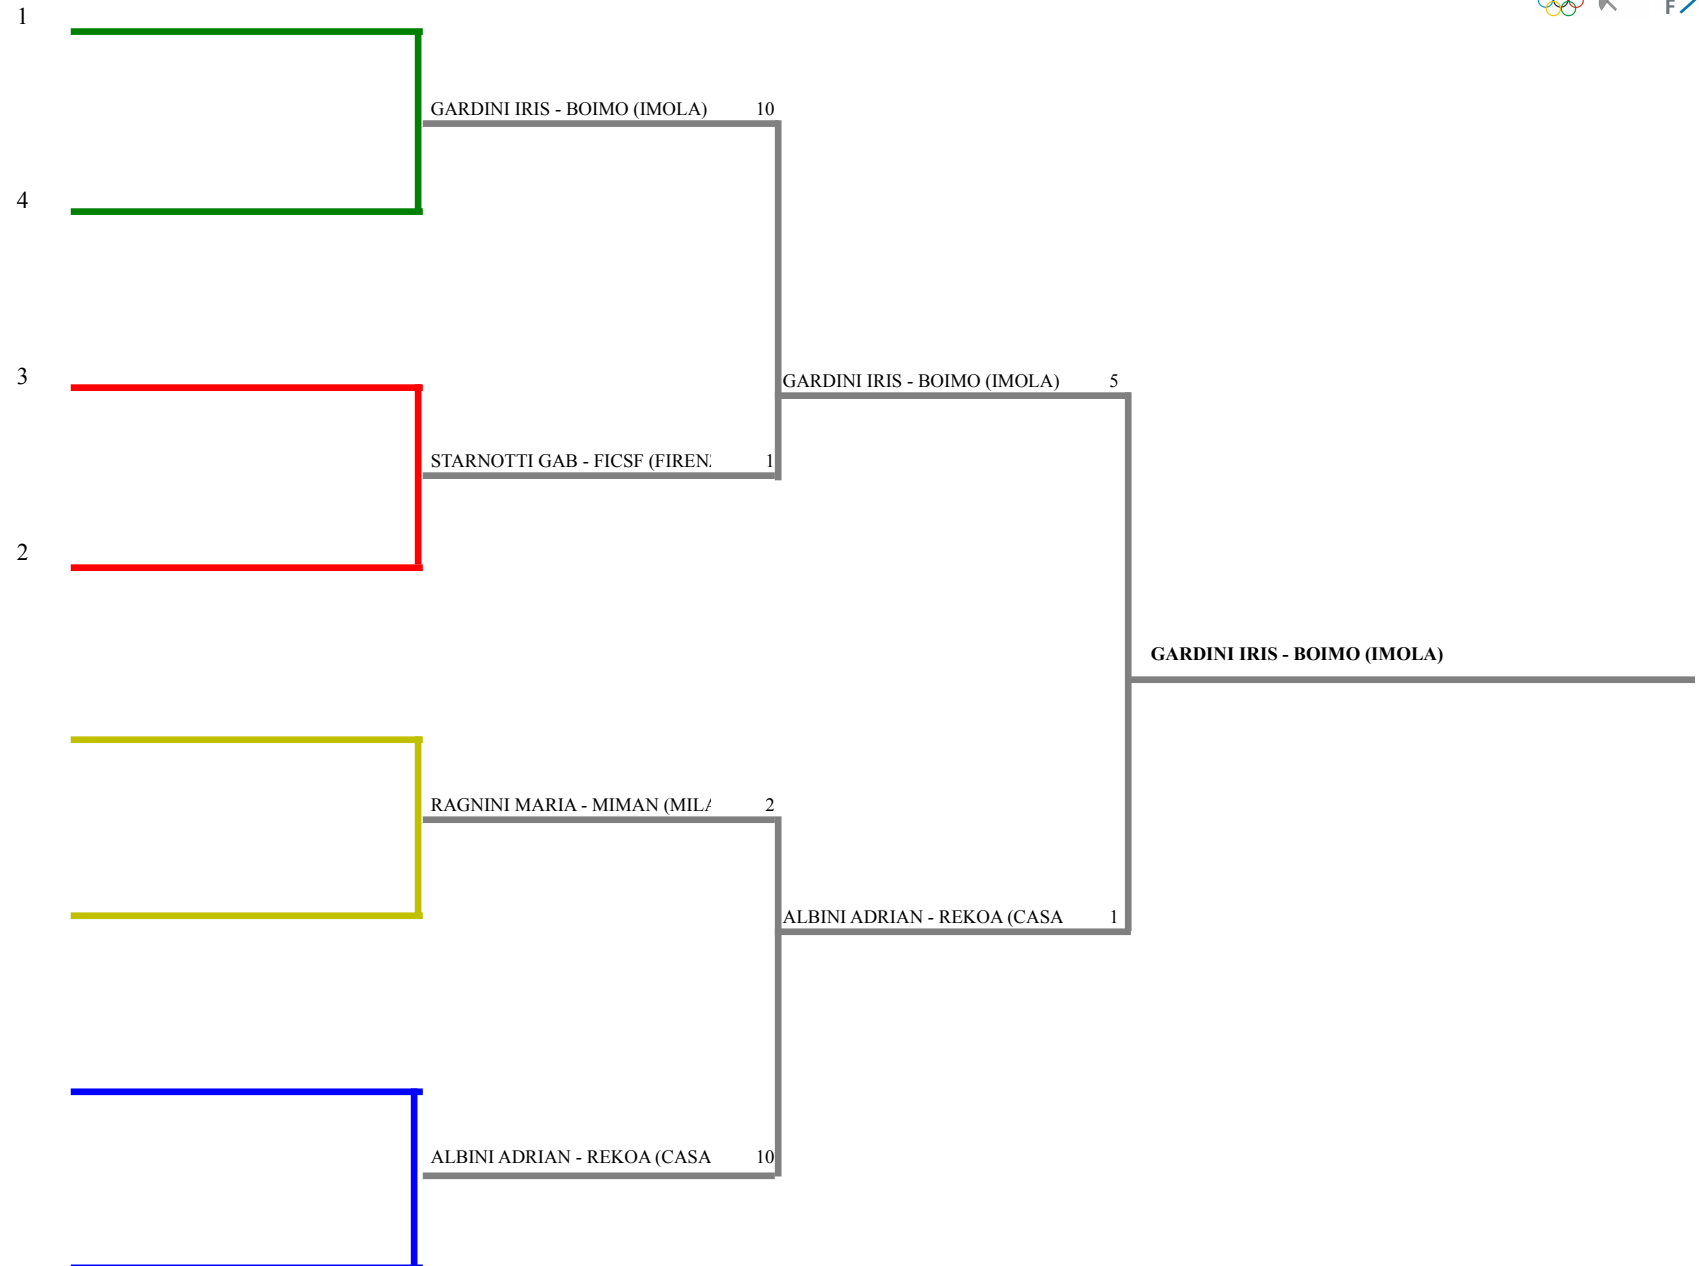 1
GARDINI IRIS - BOIMO (IMOLA) 10
4
3
GARDINI IRIS - BOIMO (IMOLA) 5
STARNOTTI GAB - FICSF (FIREN 1
2
GARDINI IRIS - BOIMO (IMOLA)
RAGNINI MARIA - MIMAN (MILA 2
ALBINI ADRIAN - REKOA (CASA 1
ALBINI ADRIAN - REKOA (CASA 10
F